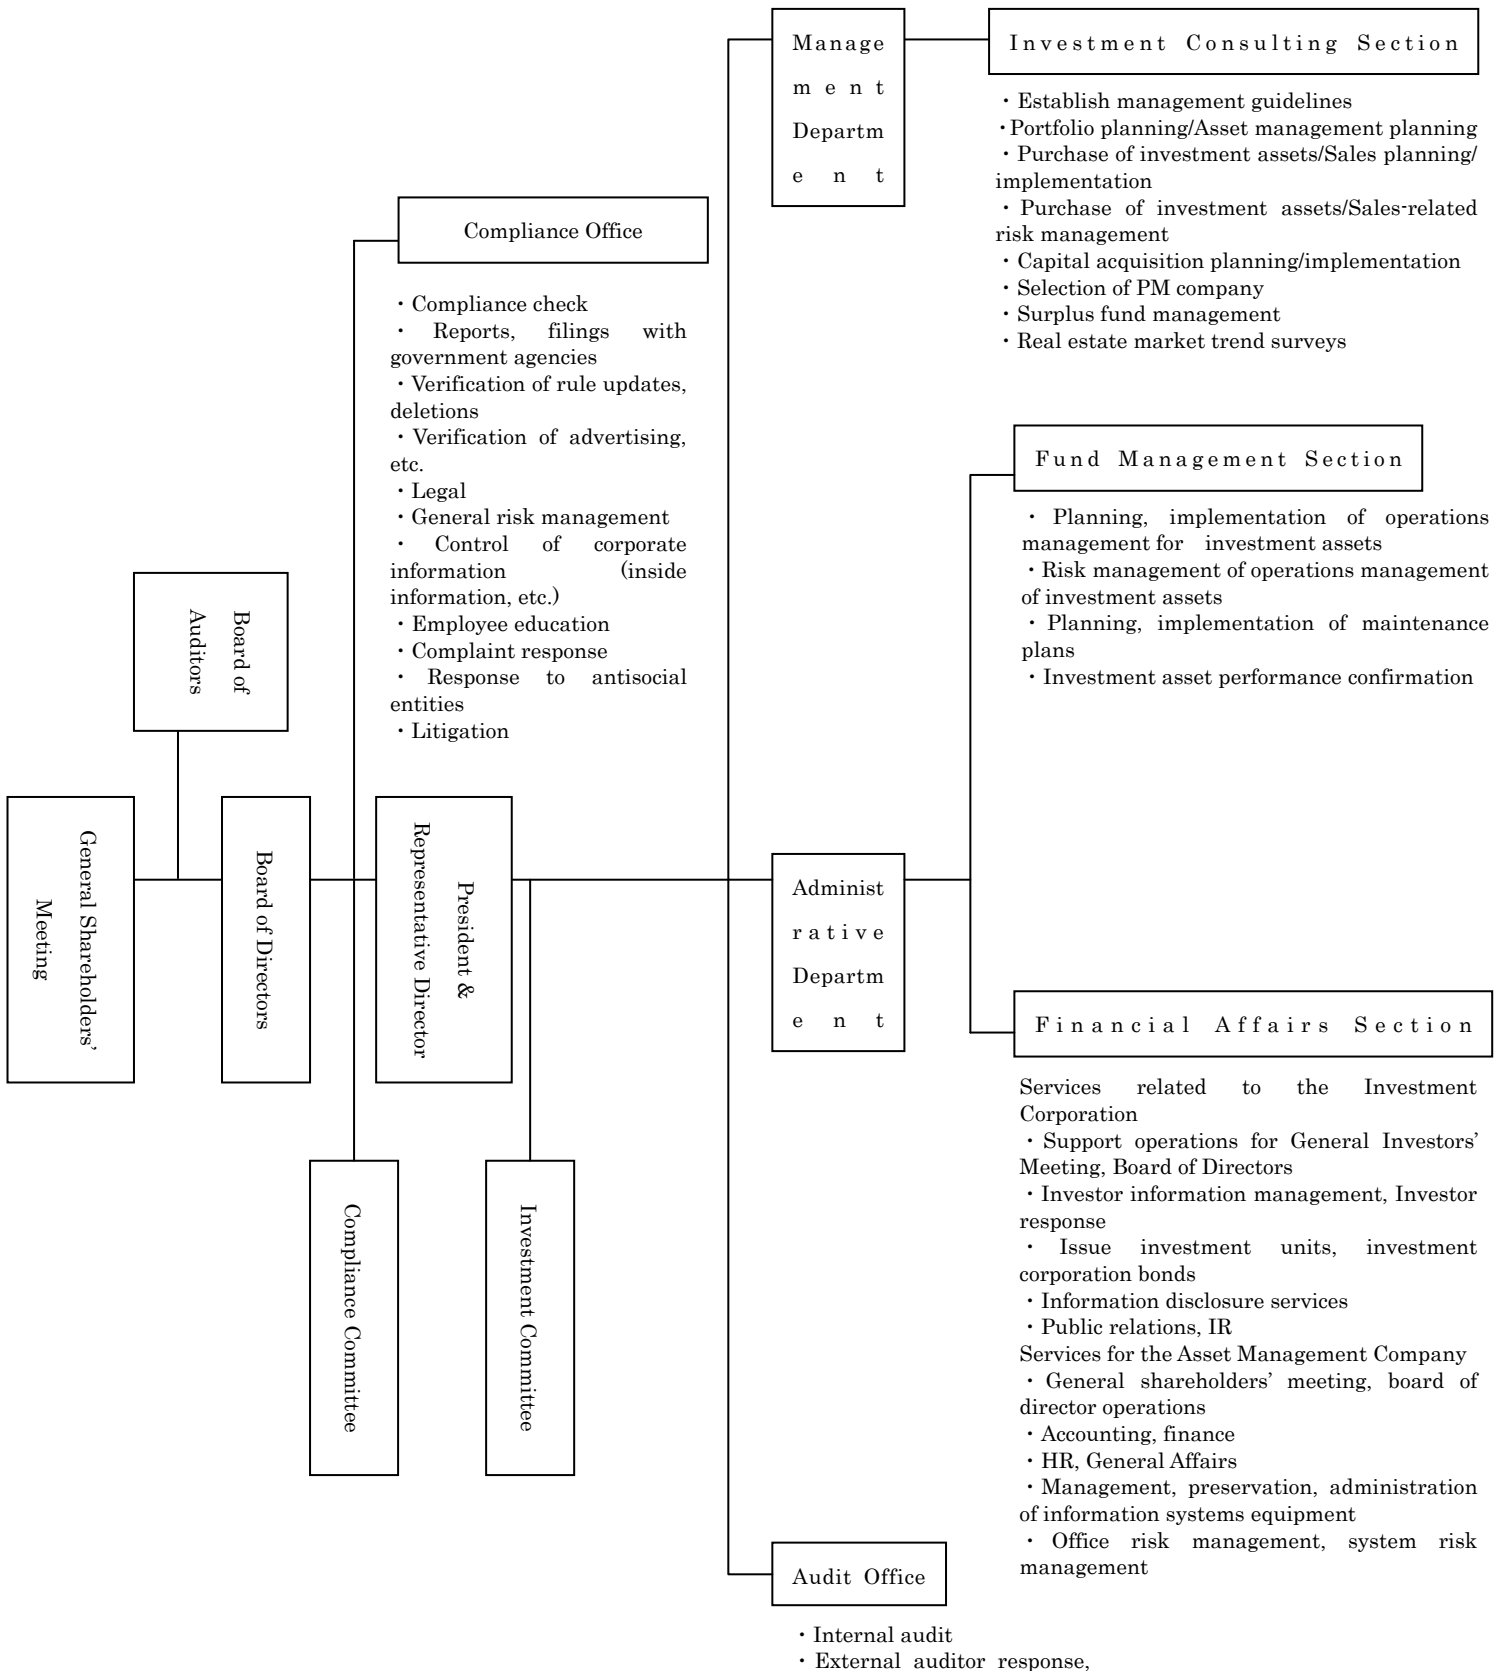 Manage
ment
Departm
ent
Investment Consulting Section
・Establish management guidelines
・Portfolio planning/Asset management planning
・Purchase of investment assets/Sales planning/
implementation
・Purchase of investment assets/Sales-related
risk management
・Capital acquisition planning/implementation
・Selection of PM company
・Surplus fund management
・Real estate market trend surveys
Compliance Office
・Compliance check
・Reports, filings with
government agencies
・Verification of rule updates,
deletions
・Verification of advertising,
etc.
・Legal
・General risk management
・Control of corporate
information (inside
information, etc.)
・Employee education
・Complaint response
・Response to antisocial
entities
・Litigation
Fund Management Section
・Planning, implementation of operations
management for investment assets
・Risk management of operations management
of investment assets
・Planning, implementation of maintenance
plans
・Investment asset performance confirmation
Board of
Auditors
General Shareholders'
Meeting
Board of Directors
President &
Representative Director
Administ
rative
Departm
ent
Compliance Committee
Investment Committee
Financial Affairs Section
Services related to the Investment
Corporation
・Support operations for General Investors'
Meeting, Board of Directors
・Investor information management, Investor
response
・Issue investment units, investment
corporation bonds
・Information disclosure services
・Public relations, IR
Services for the Asset Management Company
・General shareholders' meeting, board of
director operations
・Accounting, finance
・HR, General Affairs
・Management, preservation, administration
of information systems equipment
・Office risk management, system risk
management
Audit Office
・Internal audit
・External auditor response,